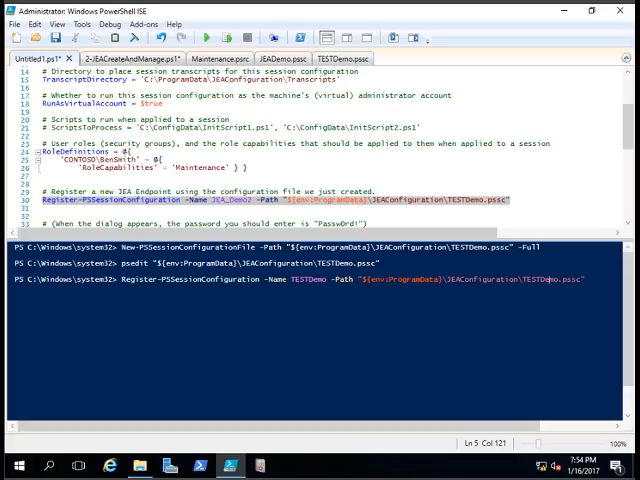 Administrator: Windows PowerShell ISE
File Edit View Tools Debug Add-ons Help
Untitled1.ps1* 2-JEACreateAndManage.ps1* Maintenance.psrc JEADemo.pssc TESTDemo.pssc
14 # Directory to place session transcripts for this session configuration
15 TranscriptDirectory = 'C:\ProgramData\JEAConfiguration\Transcripts'
16
17 # Whether to run this session configuration as the machine's (virtual) administrator account
18 RunAsVirtualAccount = $true
19
20 # Scripts to run when applied to a session
21 # ScriptsToProcess = 'C:\ConfigData\InitScript1.ps1', 'C:\ConfigData\InitScript2.ps1'
22
23 # User roles (security groups), and the role capabilities that should be applied to them when applied to a session
24 RoleDefinitions = @{
25 'CONTOSO\BenSmith' = @{
26 'RoleCapabilities' = 'Maintenance' } }
27
28
29 # Register a new JEA Endpoint using the configuration file we just created.
30 Register-PSSessionConfiguration -Name JEA_Demo2 -Path "${env:ProgramData}\JEAConfiguration\TESTDemo.pssc"
31
32
33 # (When the dialog appears, the password you should enter is "PassWord!")
PS C:\Windows\system32> New-PSSessionConfigurationFile -Path "${env:ProgramData}\JEAConfiguration\TESTDemo.pssc" -Full
PS C:\Windows\system32> psedit "${env:ProgramData}\JEAConfiguration\TESTDemo.pssc"
PS C:\Windows\system32> Register-PSSessionConfiguration -Name TESTDemo -Path "${env:ProgramData}\JEAConfiguration\TESTDemo.pssc"
Ln 5 Col 121 100%
7:54 PM
1/16/2017